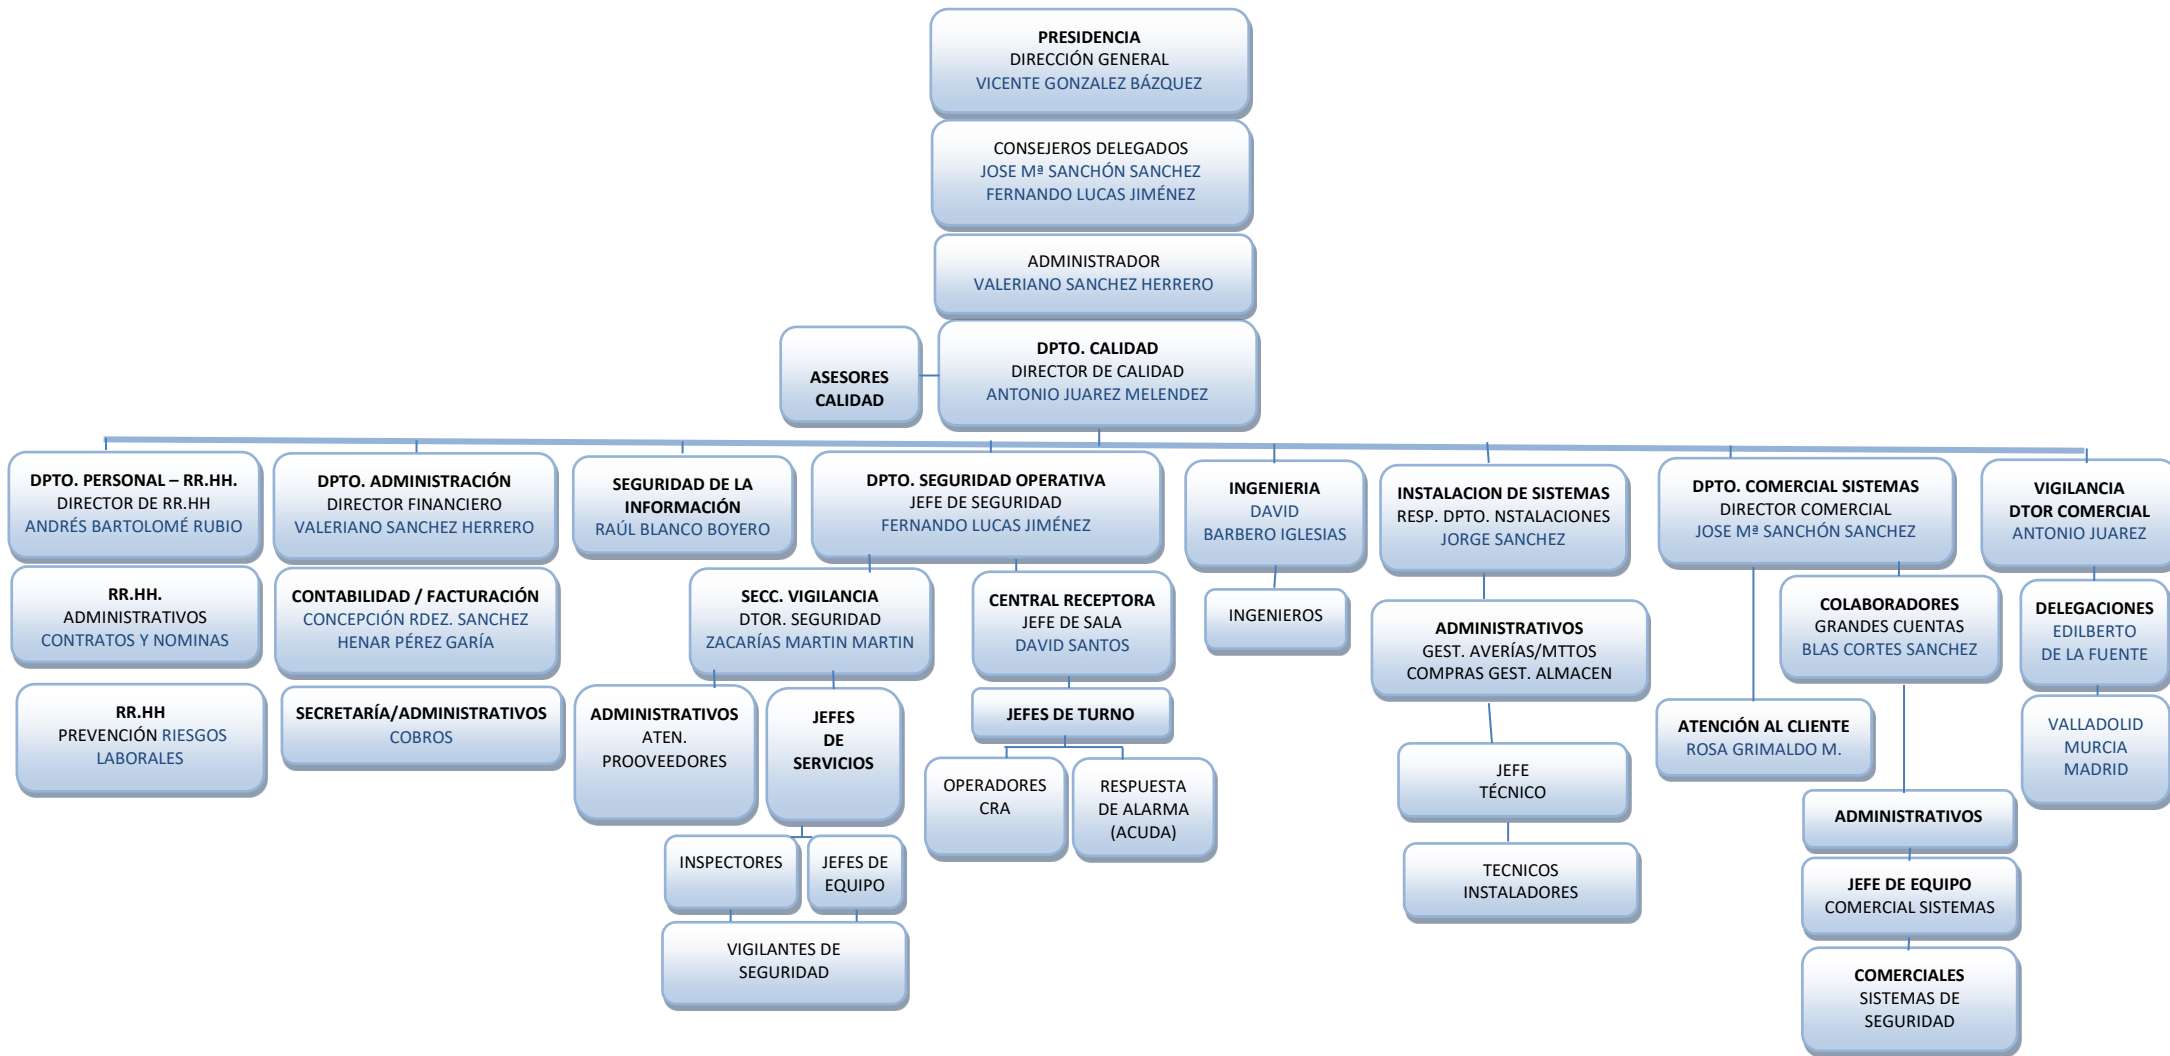 PRESIDENCIA
DIRECCIÓN GENERAL
VICENTE GONZALEZ BÁZQUEZ
CONSEJEROS DELEGADOS
JOSE Mª SANCHÓN SANCHEZ
FERNANDO LUCAS JIMÉNEZ
ADMINISTRADOR
VALERIANO SANCHEZ HERRERO
ASESORES
CALIDAD
DPTO. CALIDAD
DIRECTOR DE CALIDAD
ANTONIO JUAREZ MELENDEZ
DPTO. PERSONAL – RR.HH.
DIRECTOR DE RR.HH
ANDRÉS BARTOLOMÉ RUBIO
DPTO. ADMINISTRACIÓN
DIRECTOR FINANCIERO
VALERIANO SANCHEZ HERRERO
SEGURIDAD DE LA
INFORMACIÓN
RAÚL BLANCO BOYERO
DPTO. SEGURIDAD OPERATIVA
JEFE DE SEGURIDAD
FERNANDO LUCAS JIMÉNEZ
INGENIERIA
DAVID
BARBERO IGLESIAS
INSTALACION DE SISTEMAS
RESP. DPTO. NSTALACIONES
JORGE SANCHEZ
DPTO. COMERCIAL SISTEMAS
DIRECTOR COMERCIAL
JOSE Mª SANCHÓN SANCHEZ
VIGILANCIA
DTOR COMERCIAL
ANTONIO JUAREZ
RR.HH.
ADMINISTRATIVOS
CONTRATOS Y NOMINAS
CONTABILIDAD / FACTURACIÓN
CONCEPCIÓN RDEZ. SANCHEZ
HENAR PÉREZ GARÍA
SECC. VIGILANCIA
DTOR. SEGURIDAD
ZACARÍAS MARTIN MARTIN
CENTRAL RECEPTORA
JEFE DE SALA
DAVID SANTOS
INGENIEROS
ADMINISTRATIVOS
GEST. AVERÍAS/MTTOS
COMPRAS GEST. ALMACEN
COLABORADORES
GRANDES CUENTAS
BLAS CORTES SANCHEZ
DELEGACIONES
EDILBERTO
DE LA FUENTE
RR.HH
PREVENCIÓN RIESGOS
LABORALES
SECRETARÍA/ADMINISTRATIVOS
COBROS
ADMINISTRATIVOS
ATEN.
PROOVEEDORES
JEFES
DE
SERVICIOS
JEFES DE TURNO
ATENCIÓN AL CLIENTE
ROSA GRIMALDO M.
VALLADOLID
MURCIA
MADRID
OPERADORES
CRA
RESPUESTA
DE ALARMA
(ACUDA)
JEFE
TÉCNICO
ADMINISTRATIVOS
INSPECTORES
JEFES DE
EQUIPO
TECNICOS
INSTALADORES
JEFE DE EQUIPO
COMERCIAL SISTEMAS
VIGILANTES DE
SEGURIDAD
COMERCIALES
SISTEMAS DE
SEGURIDAD